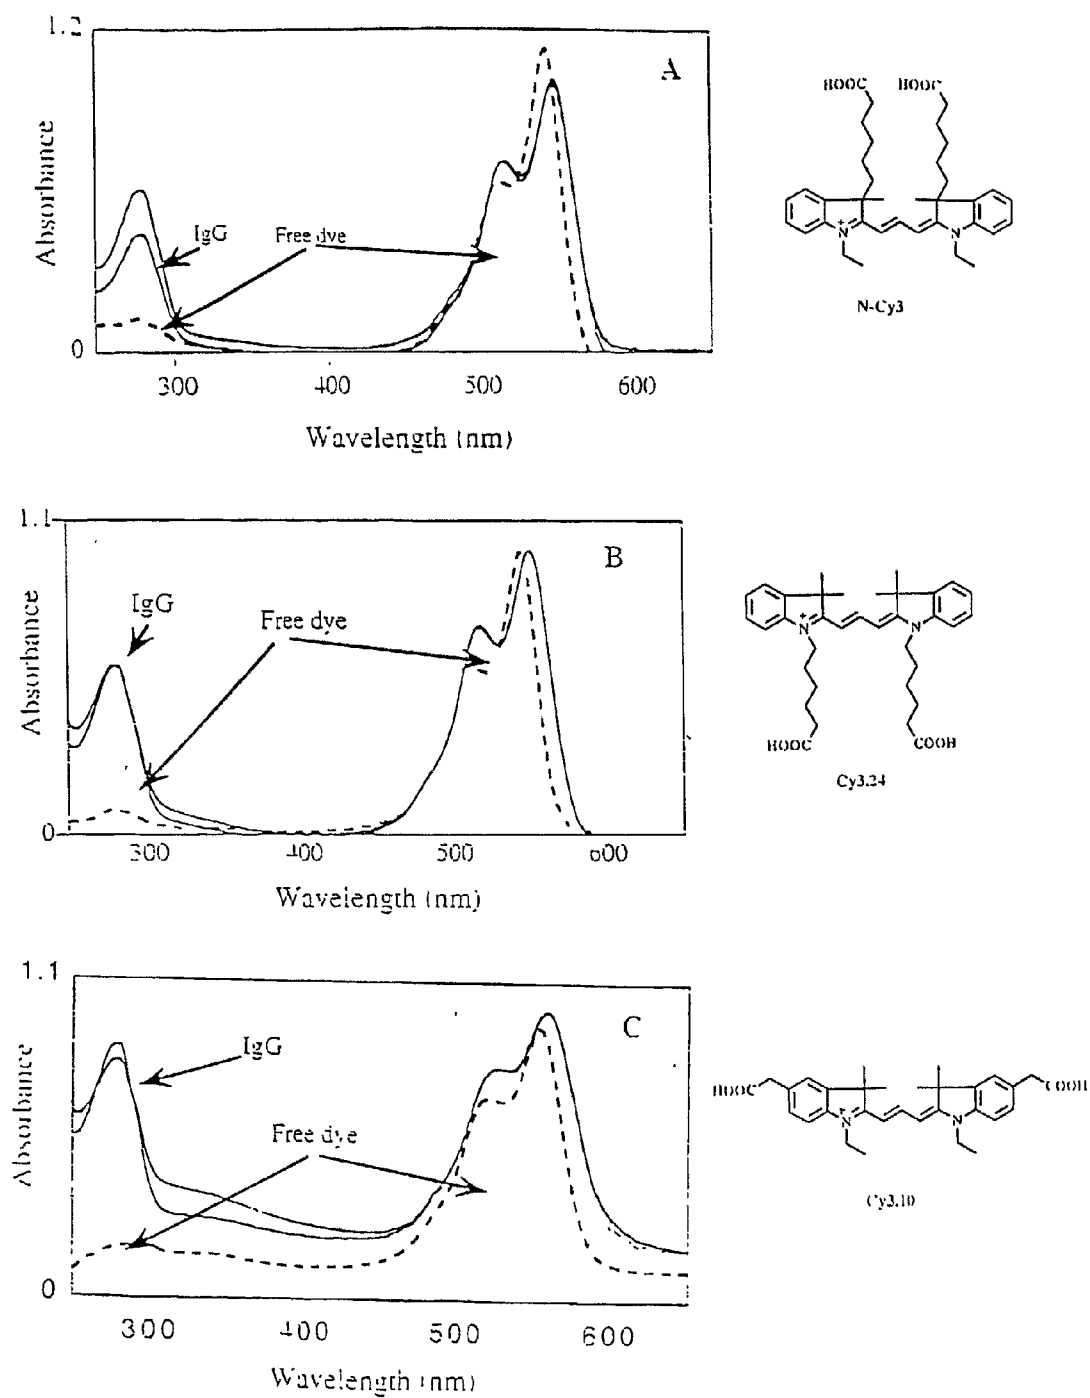 1.2
A
Absorbance
IgG
Free dye
0
300
400
500
600
Wavelength (nm)
HOOC
HOOC
N
+
N
N-Cy3
1.1
B
Absorbance
IgG
Free dye
0
300
400
500
600
Wavelength (nm)
N
+
N
HOOC
COOH
Cy3.24
1.1
C
Absorbance
IgG
Free dye
0
300
400
500
600
Wavelength (nm)
HOOC
COOH
N
+
N
Cy3.10